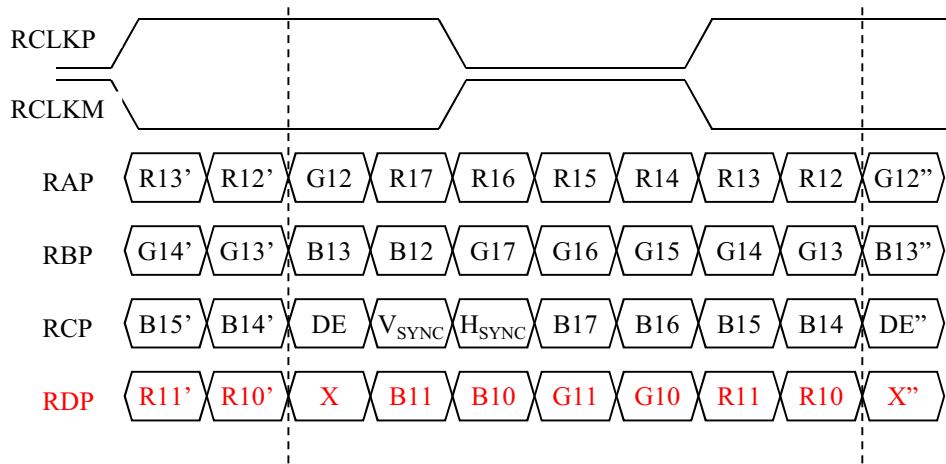 RCLKP
RCLKM
RAP R13’ R12’ G12 R17 R16 R15 R14 R13 R12 G12”
RBP G14’ G13’ B13 B12 G17 G16 G15 G14 G13 B13”
RCP B15’ B14’ DE VSYNC HSYNC B17 B16 B15 B14 DE”
RDP R11’ R10’ X B11 B10 G11 G10 R11 R10 X”